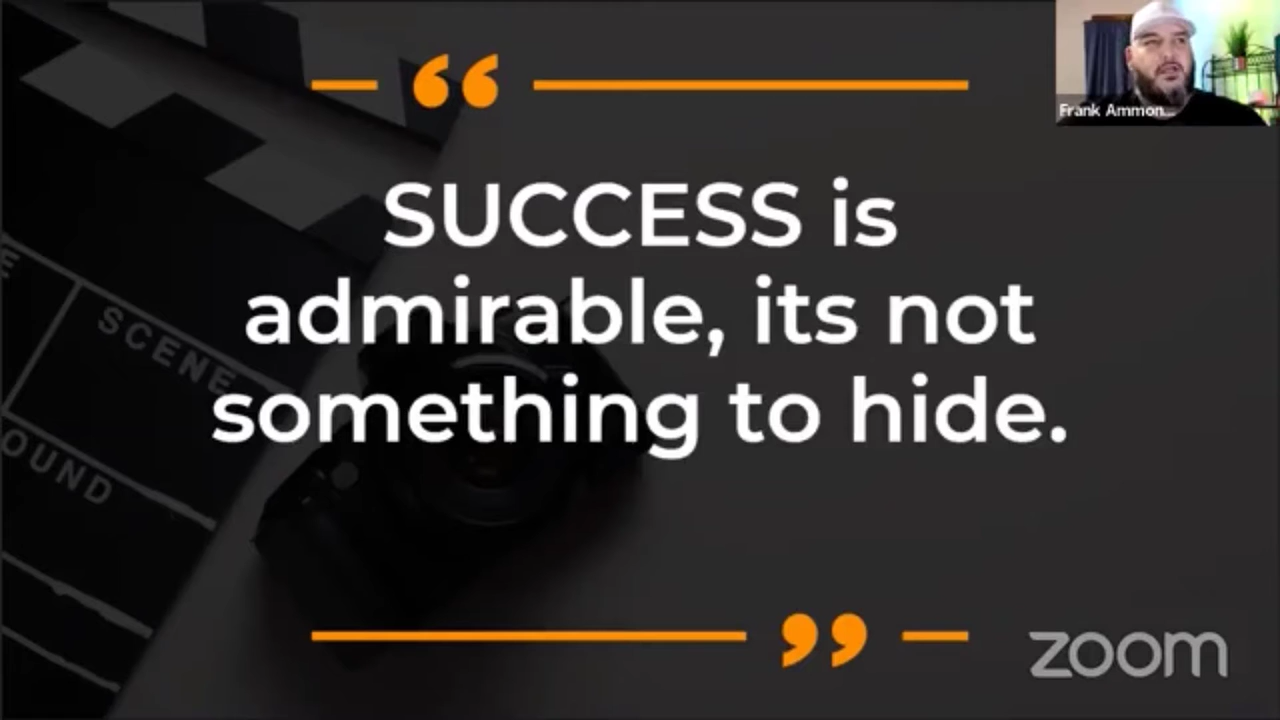 “
Frank Ammon...
SUCCESS is
admirable, its not
something to hide.
SCENE
OUND
”
zoom